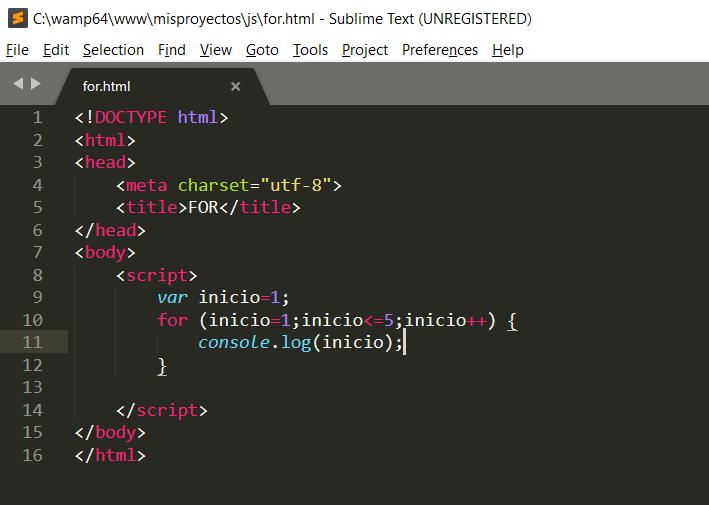 C:\wamp64\www\misproyectos\js\for.html - Sublime Text (UNREGISTERED)
File Edit Selection Find View Goto Tools Project Preferences Help
for.html ×
1 <!DOCTYPE html>
2 <html>
3 <head>
4 <meta charset="utf-8">
5 <title>FOR</title>
6 </head>
7 <body>
8 <script>
9 var inicio=1;
10 for (inicio=1;inicio<=5;inicio++) {
11 console.log(inicio);
12 }
13
14 </script>
15 </body>
16 </html>